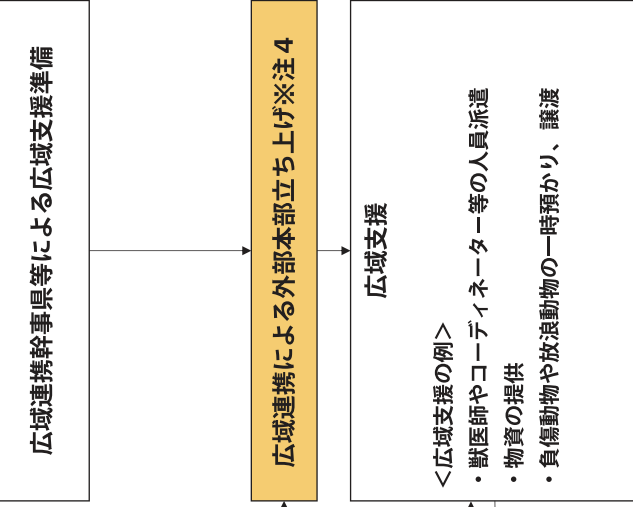 広域連携幹事県等による広域支援準備
広域連携による外部本部立ち上げ※注４
広域支援
＜広域支援の例＞
・獣医師やコーディネーター等の人員派遣
・物資の提供
・負傷動物や放浪動物の一時預かり、譲渡